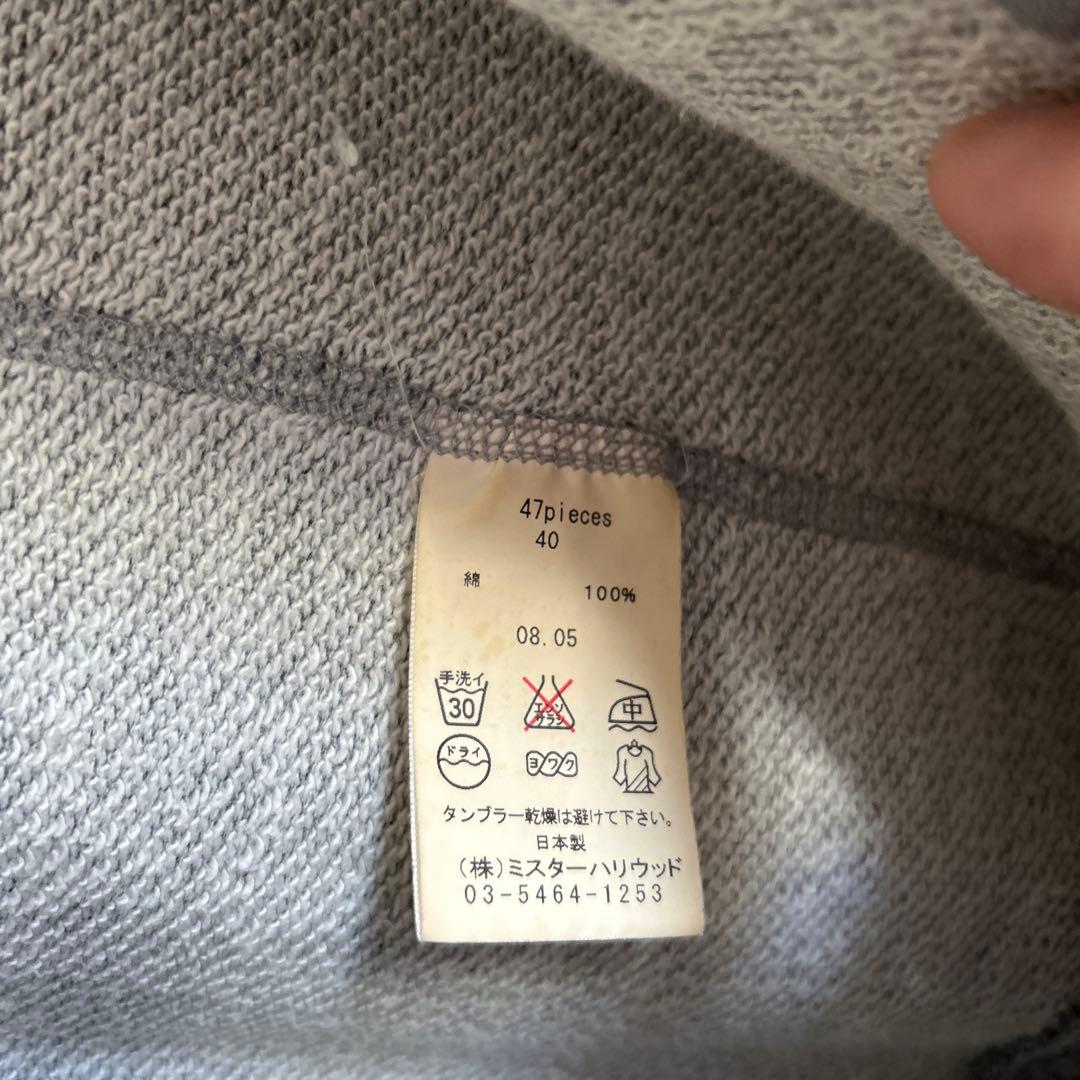 47pieces
40
綿 100%
08.05
手洗イ
30
エンソ
サラシ
中
ドライ
ヨワク
タンブラー乾燥は避けて下さい。
日本製
(株)ミスターハリウッド
03-5464-1253